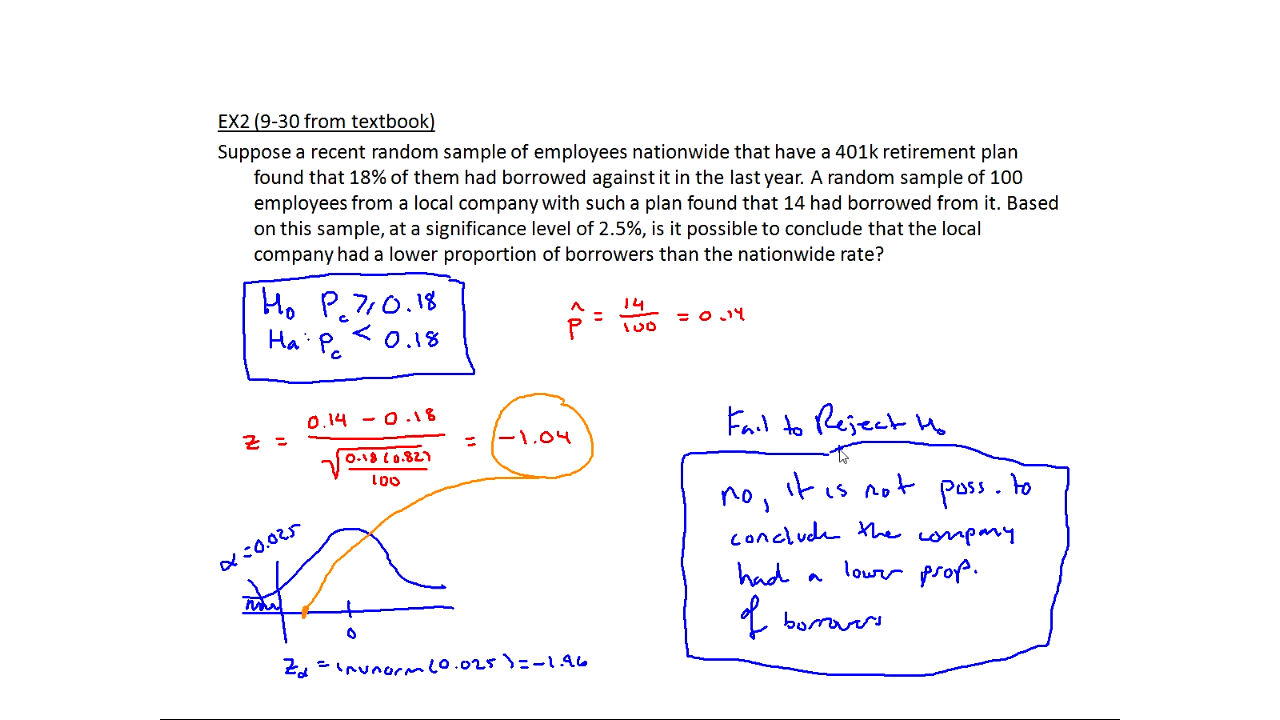 EX2 (9-30 from textbook)
Suppose a recent random sample of employees nationwide that have a 401k retirement plan
found that 18% of them had borrowed against it in the last year. A random sample of 100
employees from a local company with such a plan found that 14 had borrowed from it. Based
on this sample, at a significance level of 2.5%, is it possible to conclude that the local
company had a lower proportion of borrowers than the nationwide rate?
H₀ P_c ≥ 0.18
Ha: P_c < 0.18
p̂ = 14/100 = 0.14
z = (0.14 - 0.18) / √(0.18(0.82)/100) = -1.04
Fail to Reject H₀
no, it is not poss. to
conclude the company
had a lower prop.
of borrowers
α = 0.025
0
Z_α = invnorm(0.025) = -1.96